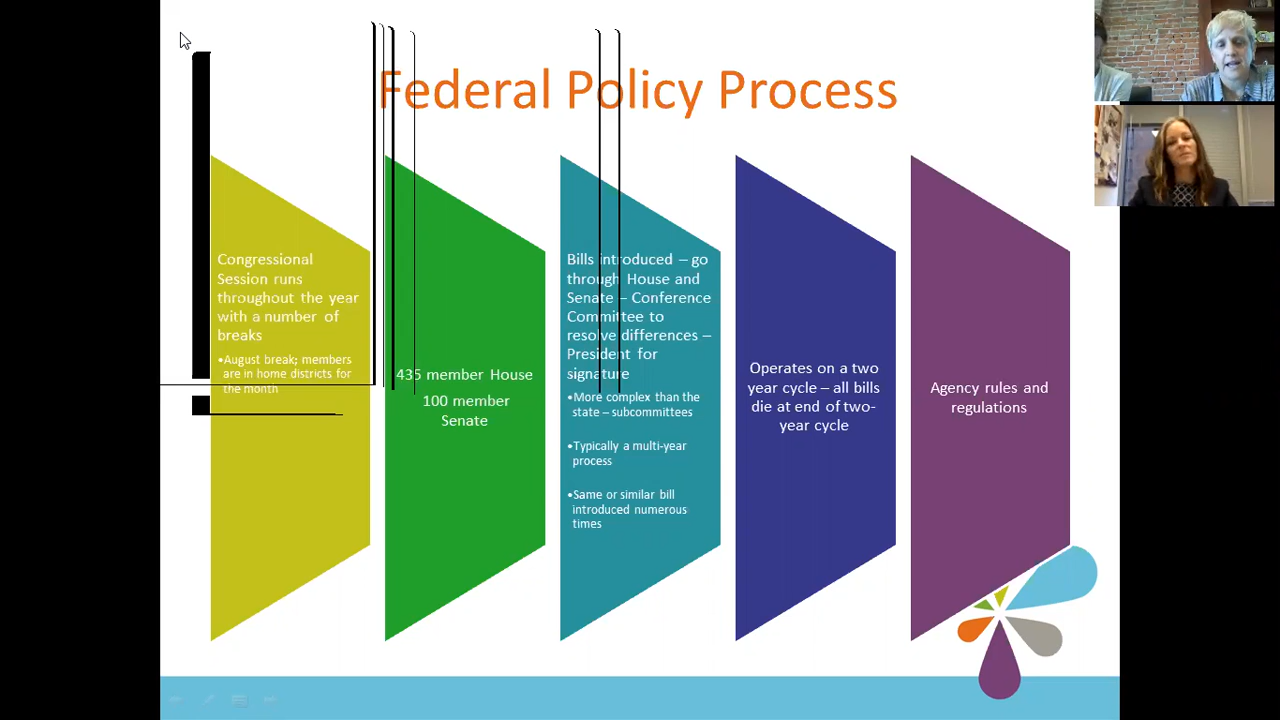 Federal Policy Process
Congressional
Session runs
throughout the year
with a number of
breaks
•August break; members
are in home districts for
the month
435 member House
100 member
Senate
Bills introduced – go
through House and
Senate – Conference
Committee to
resolve differences –
President for
signature
•More complex than the
state – subcommittees
•Typically a multi-year
process
•Same or similar bill
introduced numerous
times
Operates on a two
year cycle – all bills
die at end of two-
year cycle
Agency rules and
regulations